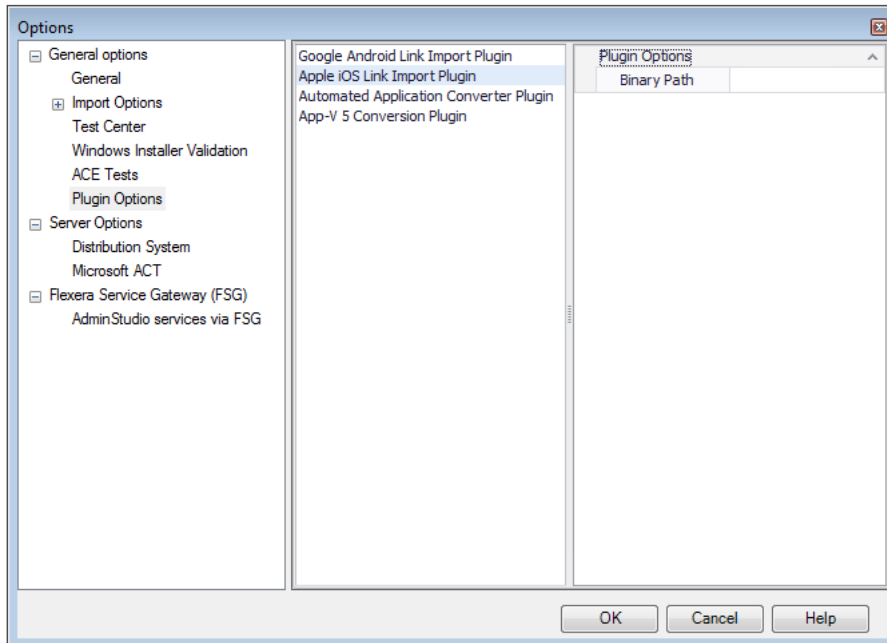 Options
General options
General
Import Options
Test Center
Windows Installer Validation
ACE Tests
Plugin Options
Server Options
Distribution System
Microsoft ACT
Flexera Service Gateway (FSG)
AdminStudio services via FSG
Google Android Link Import Plugin
Apple iOS Link Import Plugin
Automated Application Converter Plugin
App-V 5 Conversion Plugin
Plugin Options
Binary Path
OK
Cancel
Help